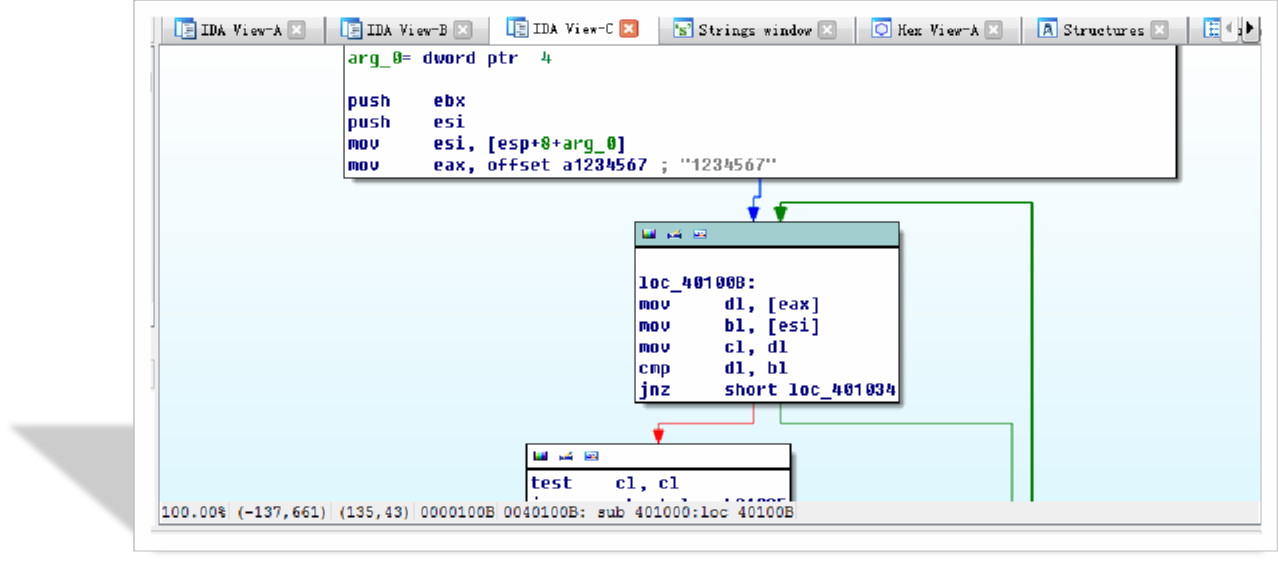 IDA View-A IDA View-B IDA View-C Strings window Hex View-A Structures
arg_0= dword ptr 4
push ebx
push esi
mov esi, [esp+8+arg_0]
mov eax, offset a1234567 ; "1234567"
loc_40100B:
mov dl, [eax]
mov bl, [esi]
mov cl, dl
cmp dl, bl
jnz short loc_401034
test cl, cl
100.00% (-137,661) (135,43) 0000100B 0040100B: sub 401000:loc 40100B